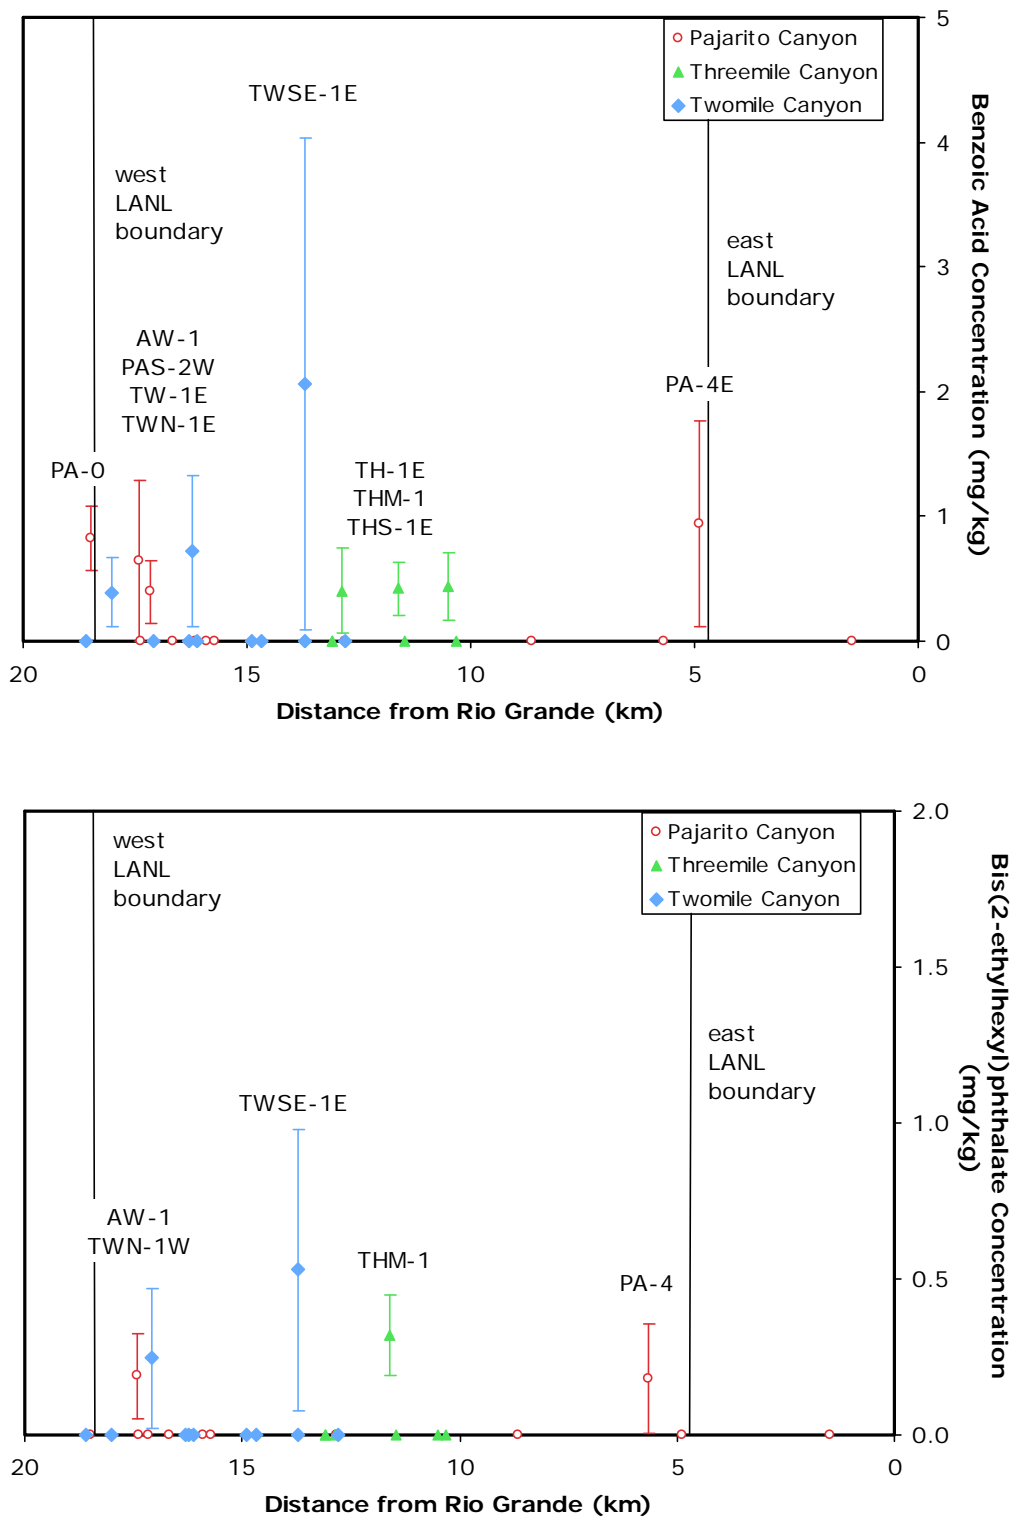 Pajarito Canyon
Threemile Canyon
Twomile Canyon
TWSE-1E
west
LANL
boundary
east
LANL
boundary
AW-1
PAS-2W
TW-1E
TWN-1E
PA-0
TH-1E
THM-1
THS-1E
PA-4E
5
4
3
2
1
0
Benzoic Acid Concentration (mg/kg)
20
15
10
5
0
Distance from Rio Grande (km)
Pajarito Canyon
Threemile Canyon
Twomile Canyon
west
LANL
boundary
east
LANL
boundary
TWSE-1E
AW-1
TWN-1W
THM-1
PA-4
2.0
1.5
1.0
0.5
0.0
Bis(2-ethylhexyl)phthalate Concentration
(mg/kg)
20
15
10
5
0
Distance from Rio Grande (km)